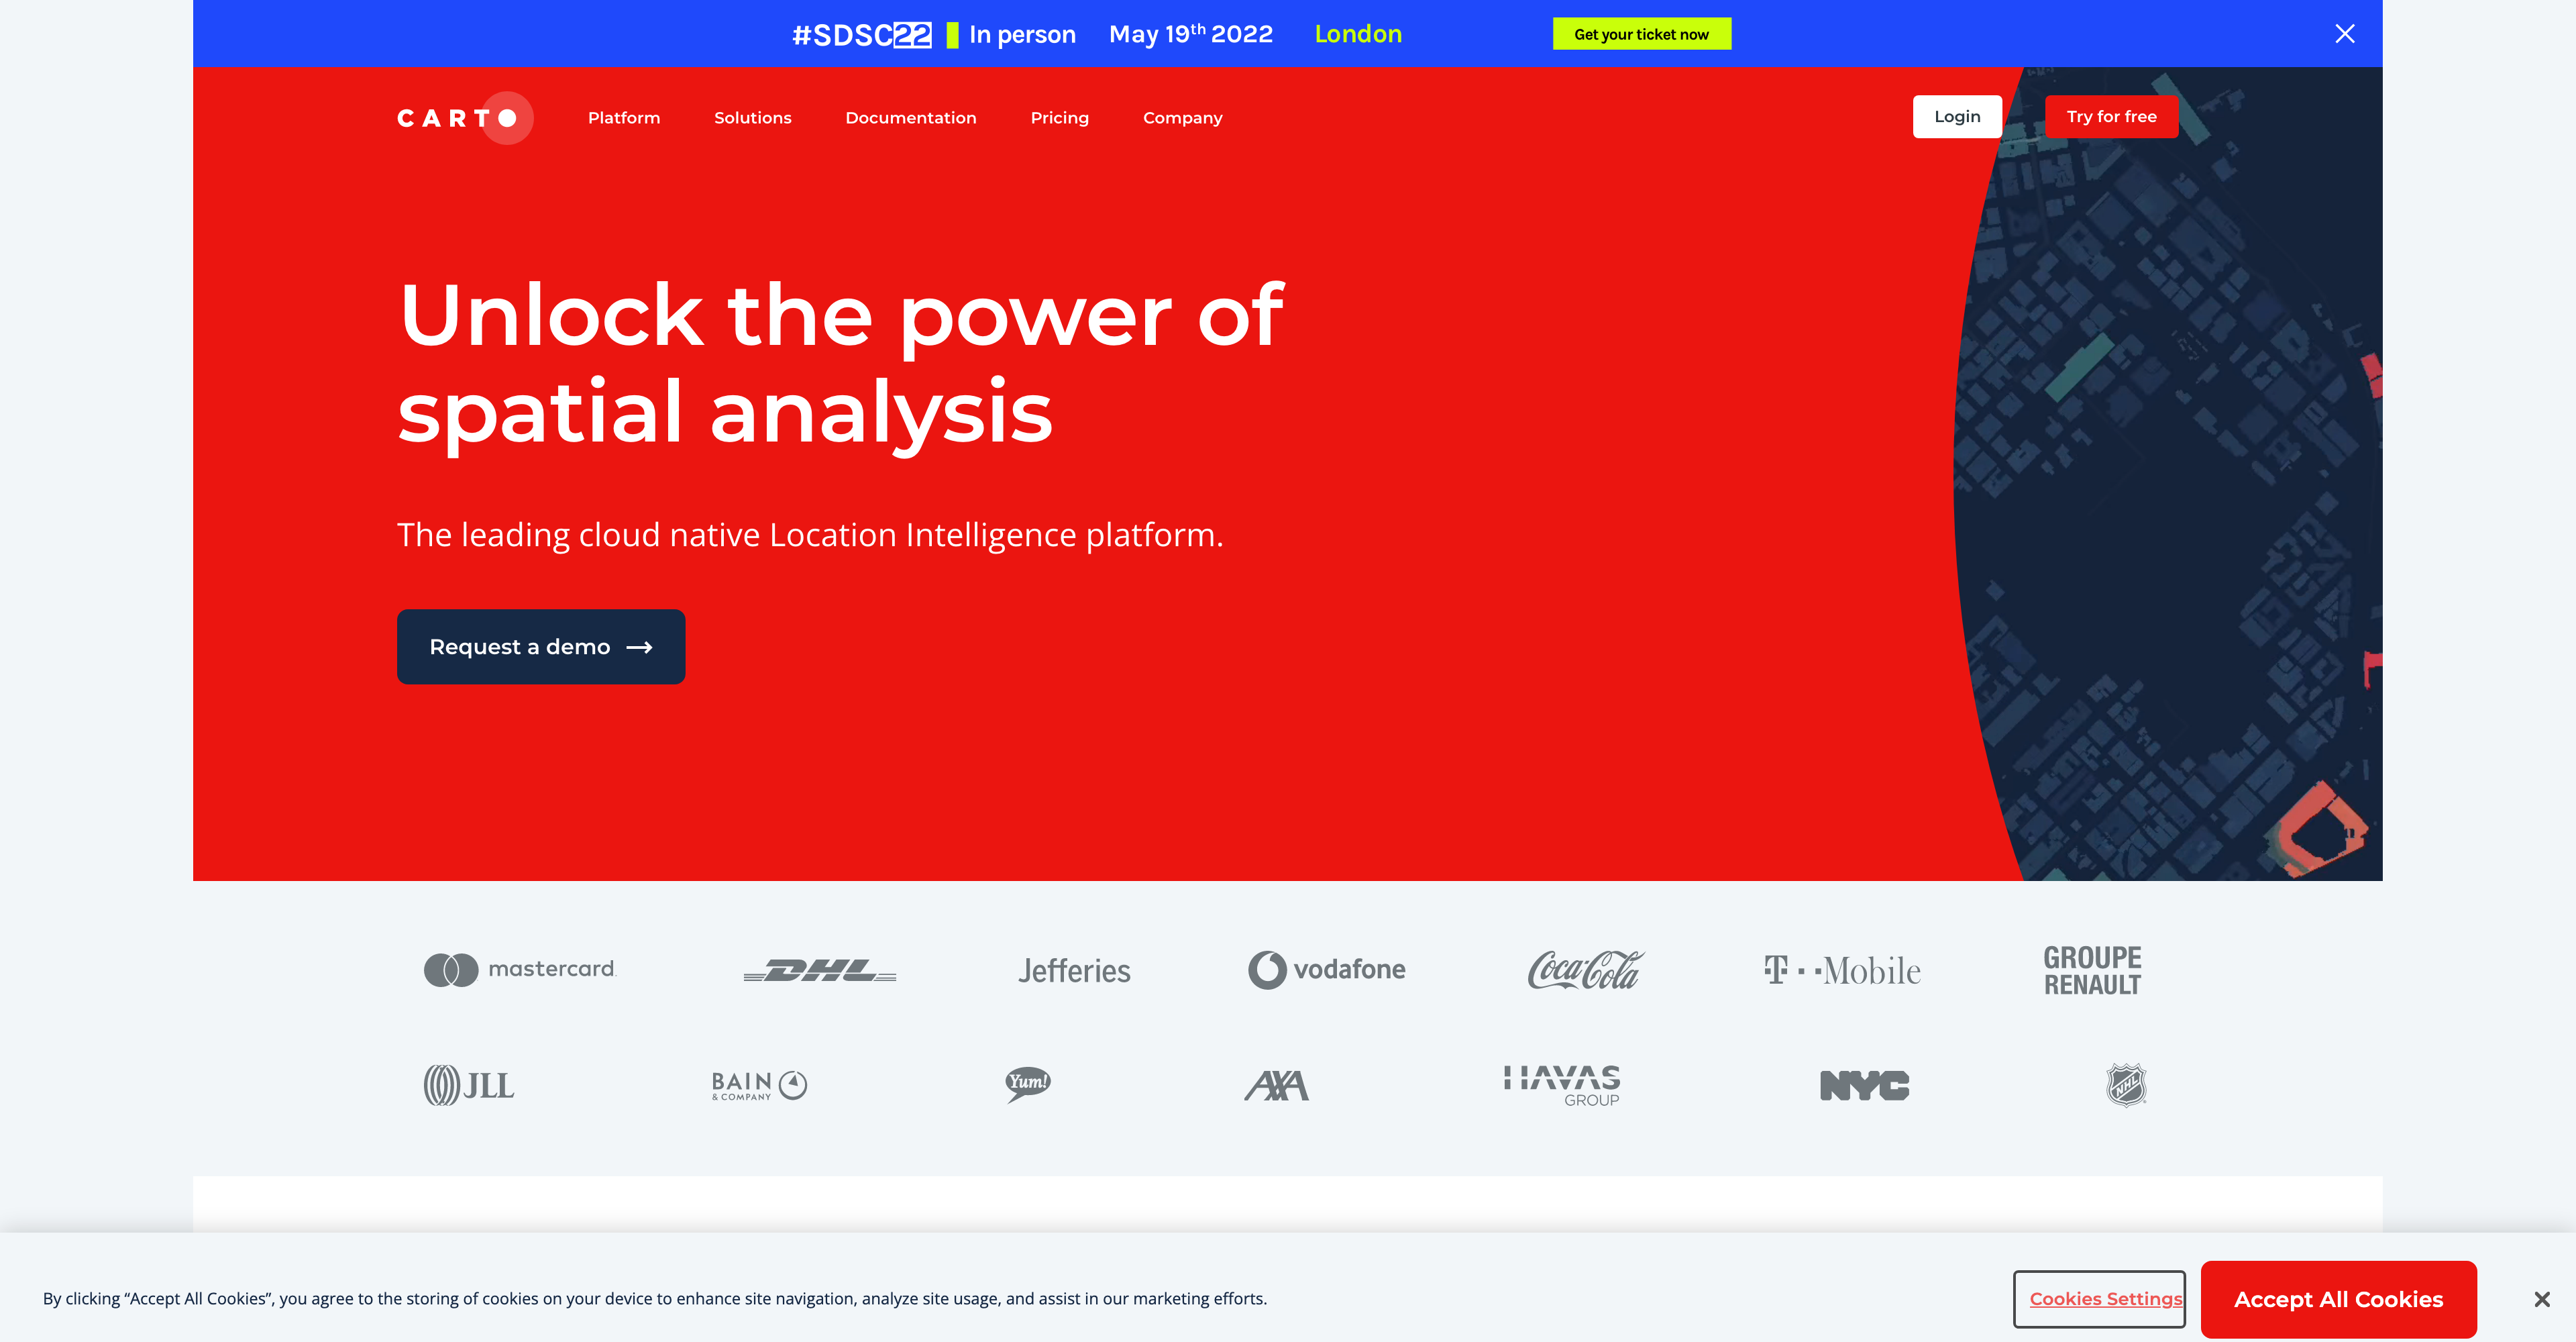 #SDSC22 In person May 19th 2022 London Get your ticket now
CARTO Platform Solutions Documentation Pricing Company Login Try for free
Unlock the power of
spatial analysis
The leading cloud native Location Intelligence platform.
Request a demo →
mastercard. DHL Jefferies vodafone Coca-Cola T··Mobile GROUPE
RENAULT
JLL BAIN
& COMPANY Yum! AXA HAVAS
GROUP NYC NHL
By clicking “Accept All Cookies”, you agree to the storing of cookies on your device to enhance site navigation, analyze site usage, and assist in our marketing efforts. Cookies Settings Accept All Cookies